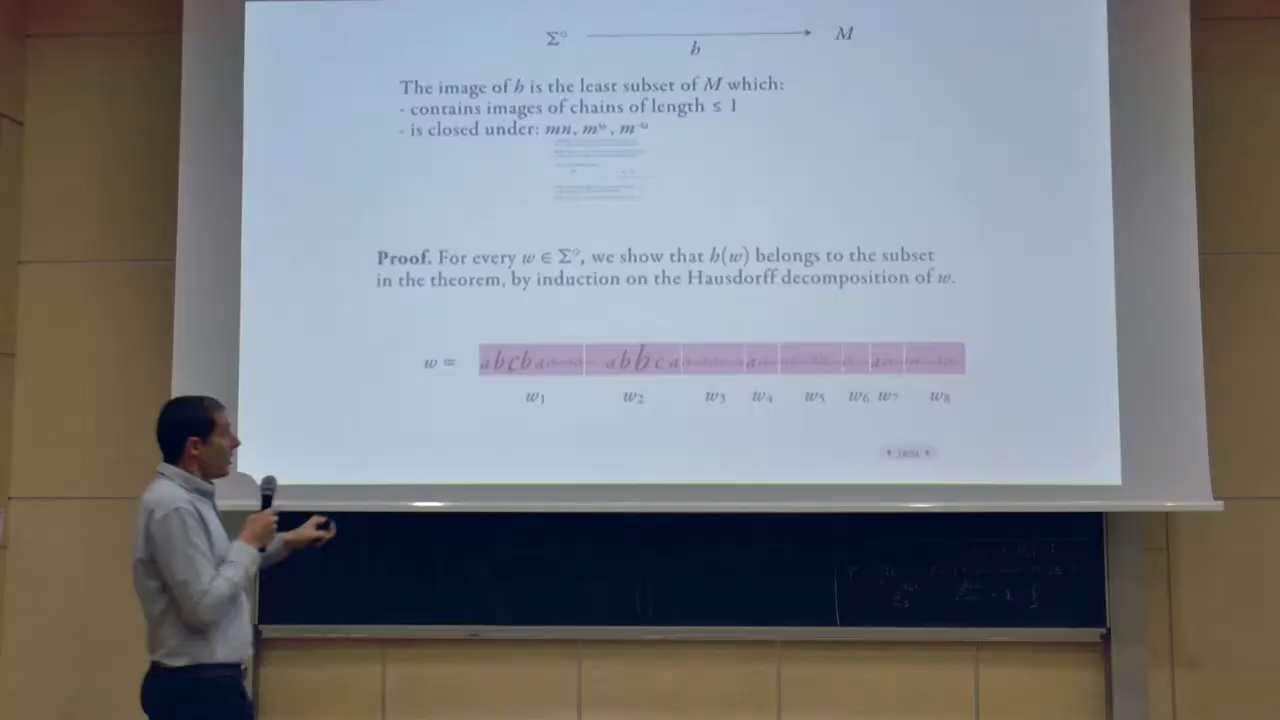 Σ° M
h
The image of h is the least subset of M which:
- contains images of chains of length ≤ 1
- is closed under: mn, m^ω, m^-ω
Proof. For every w ∈ Σ°, we show that h(w) belongs to the subset
in the theorem, by induction on the Hausdorff decomposition of w.
w = abcba abbca a a
w₁ w₂ w₃ w₄ w₅ w₆ w₇ w₈